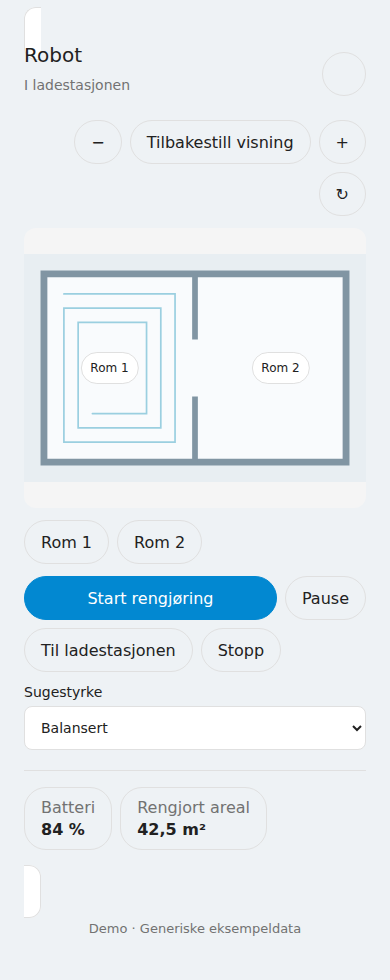 Robot
I ladestasjonen
− Tilbakestill visning +
↻
Rom 1 Rom 2
Rom 1 Rom 2
Start rengjøring Pause
Til ladestasjonen Stopp
Sugestyrke
Balansert
Batteri Rengjort areal
84 % 42,5 m²
Demo · Generiske eksempeldata